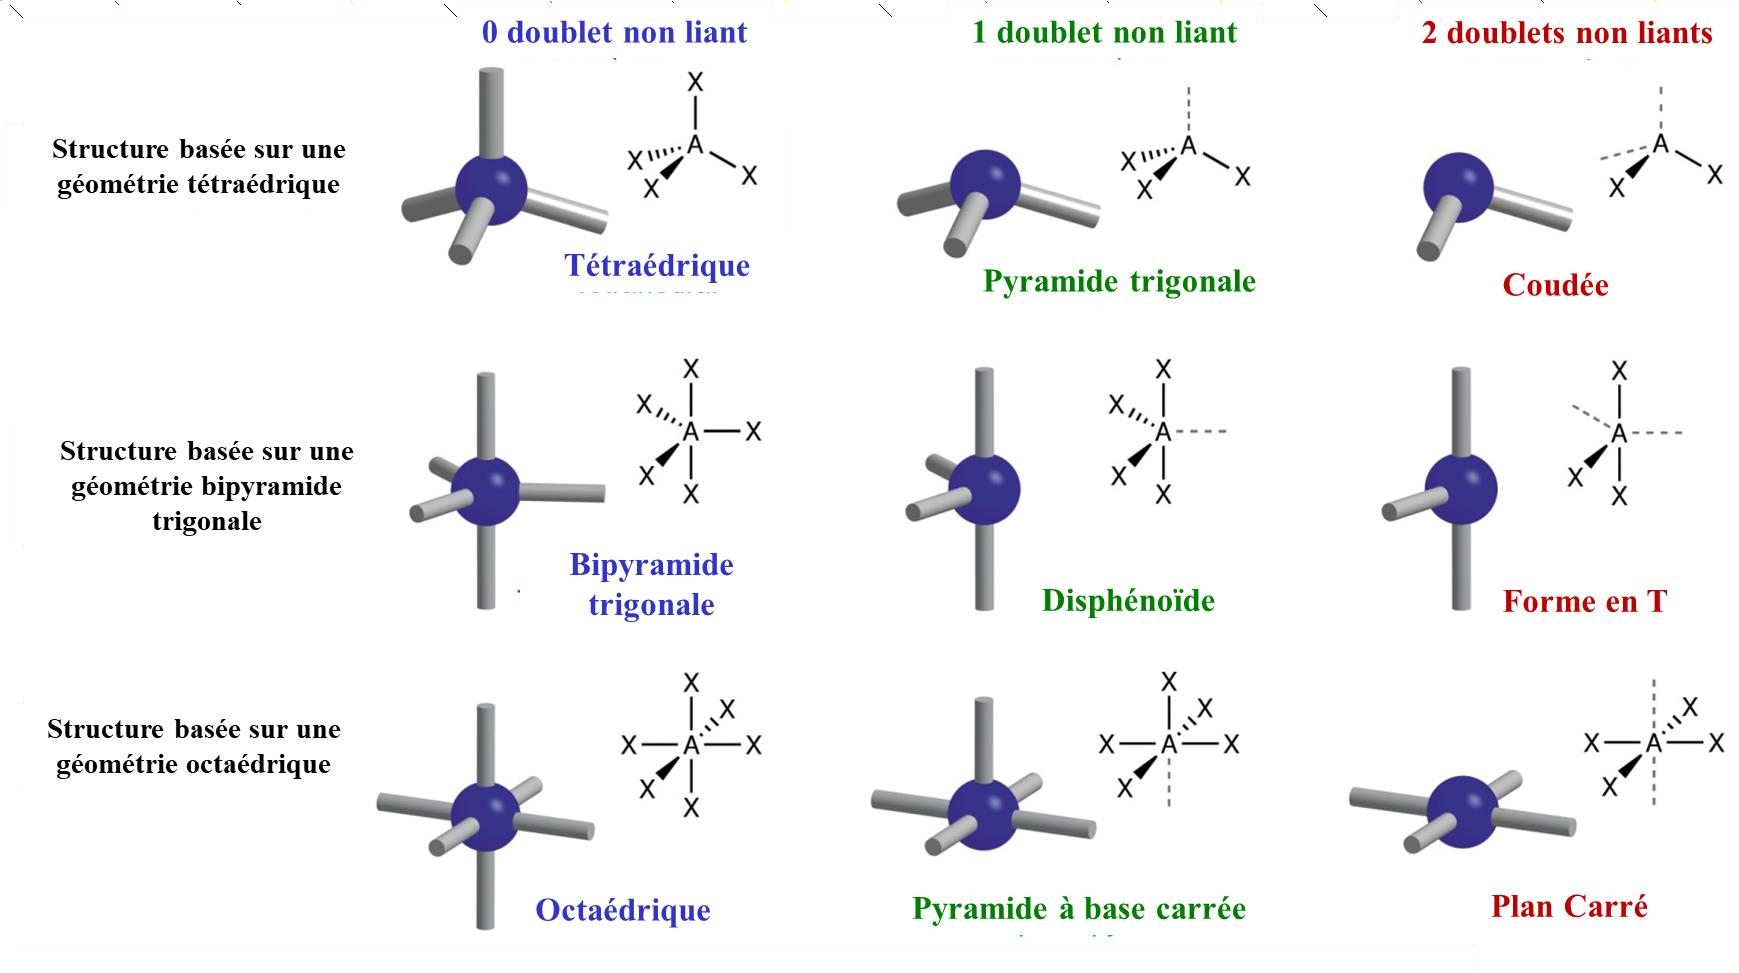 0 doublet non liant
1 doublet non liant
2 doublets non liants
Structure basée sur une
géométrie tétraédrique
X
A
X
X
X
Tétraédrique
A
X
X
X
Pyramide trigonale
A
X
X
Coudée
Structure basée sur une
géométrie bipyramide
trigonale
X
X
A
X
X
X
Bipyramide
trigonale
X
X
A
X
X
Disphénoïde
X
A
X
X
Forme en T
Structure basée sur une
géométrie octaédrique
X
X
X
A
X
X
X
Octaédrique
X
X
X
A
X
X
Pyramide à base carrée
X
X
A
X
X
Plan Carré